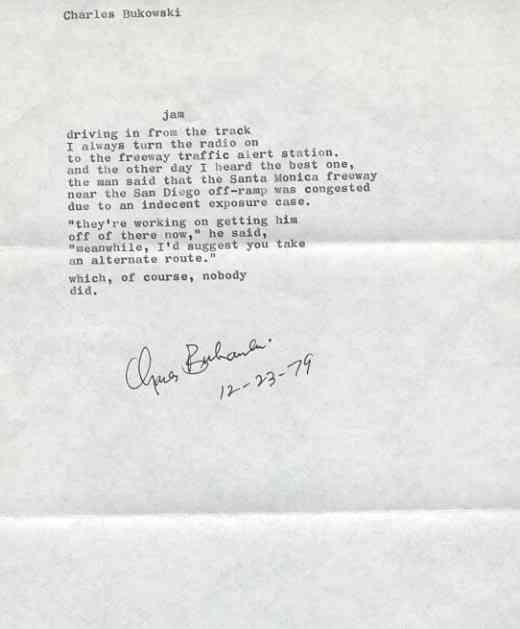 Charles Bukowski
jam
driving in from the track
I always turn the radio on
to the freeway traffic alert station.
and the other day I heard the best one,
the man said that the Santa Monica freeway
near the San Diego off-ramp was congested
due to an indecent exposure case.
"they're working on getting him
off of there now," he said,
"meanwhile, I'd suggest you take
an alternate route."
which, of course, nobody
did.
Charles Bukowski
12-23-79